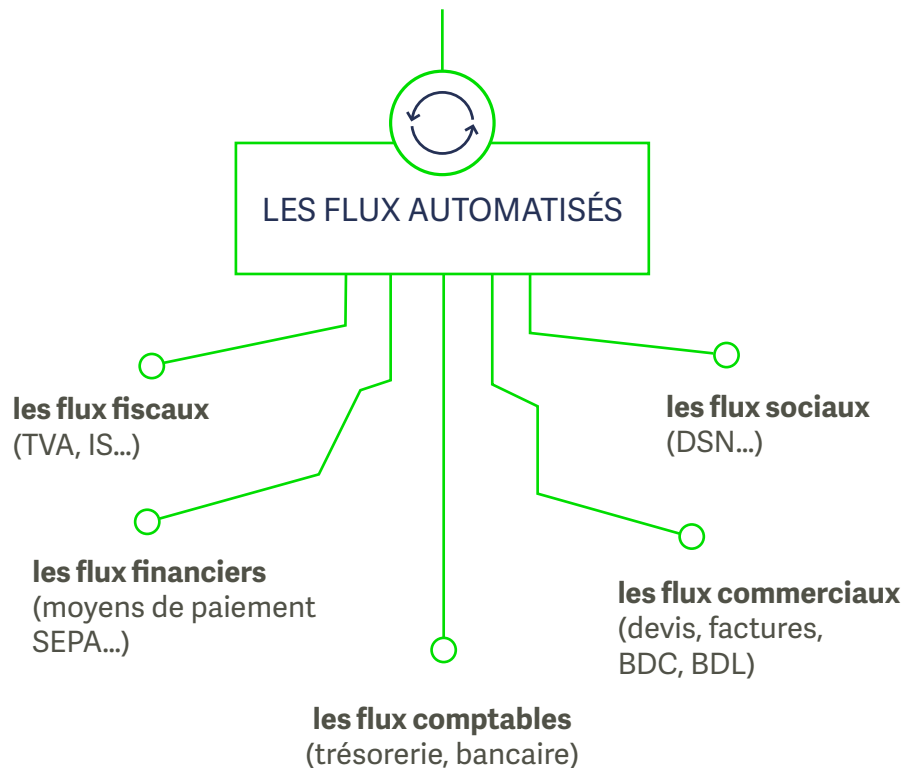 LES FLUX AUTOMATISÉS
les flux fiscaux
(TVA, IS...)
les flux sociaux
(DSN...)
les flux financiers
(moyens de paiement
SEPA...)
les flux commerciaux
(devis, factures,
BDC, BDL)
les flux comptables
(trésorerie, bancaire)